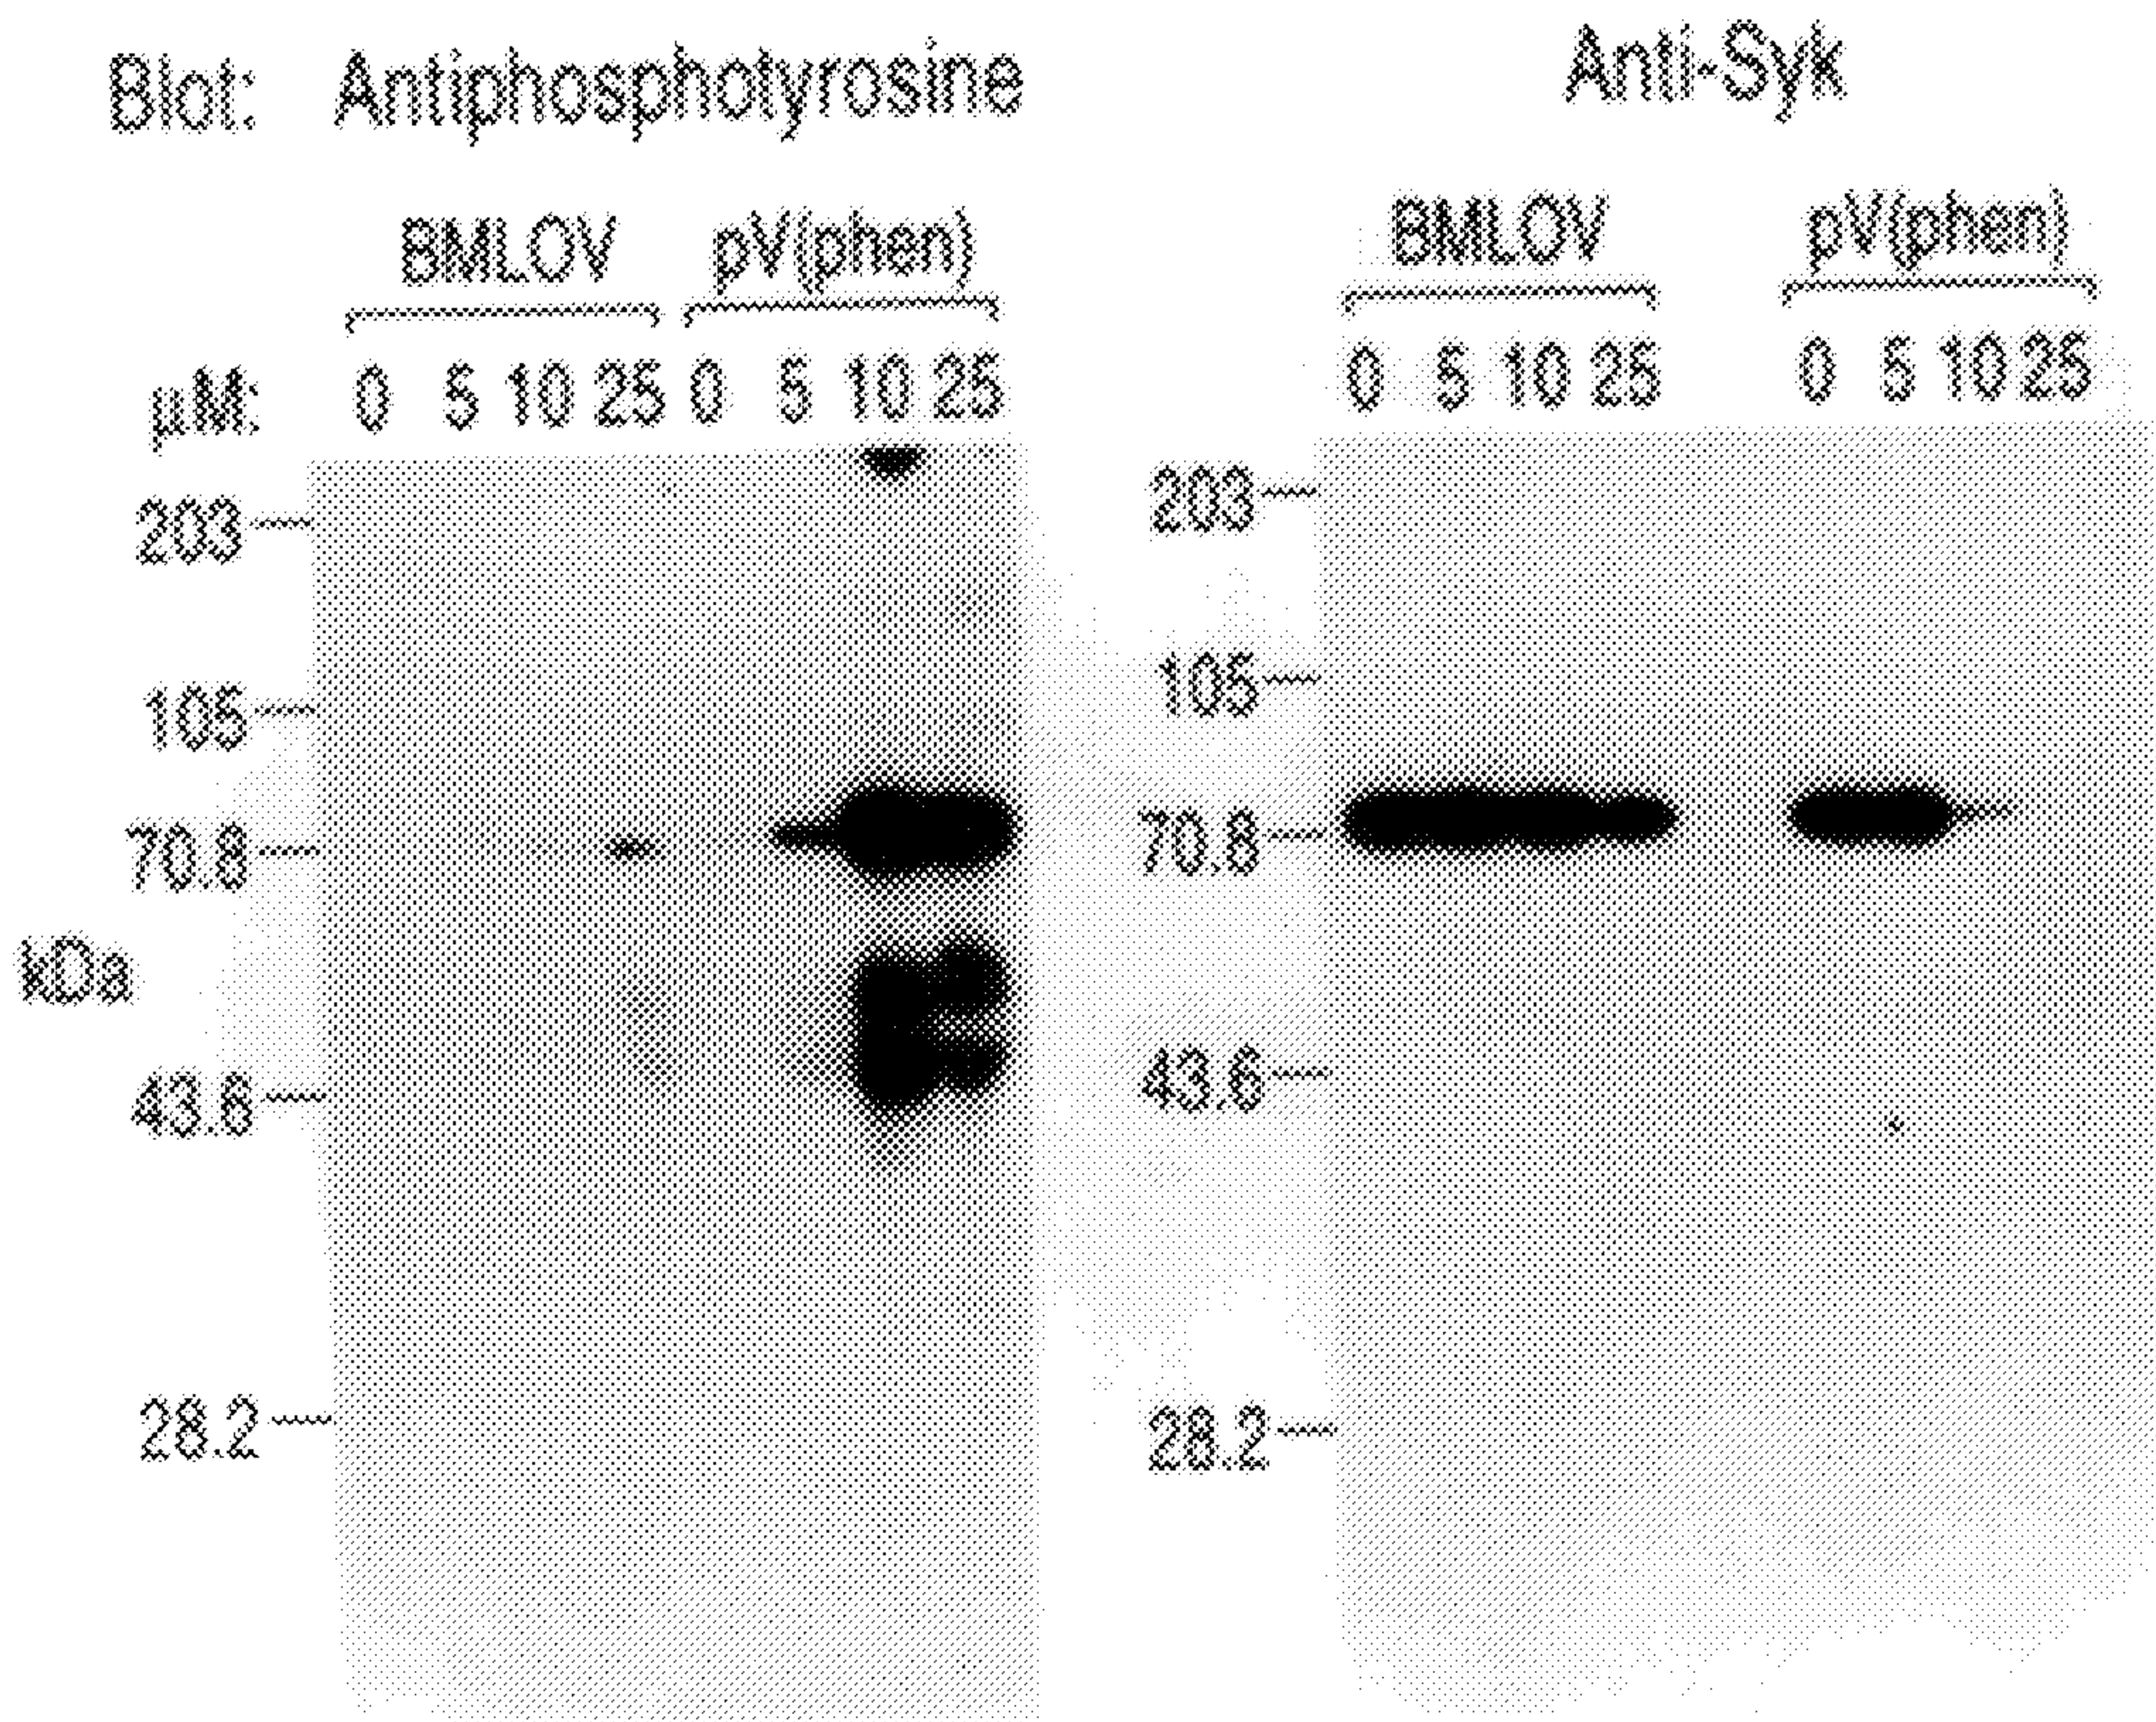 Blot: Antiphosphotyrosine
BMLOV pV(phen)
µM: 0 5 10 25 0 5 10 25
203
105
70.8
kDa
43.6
28.2
Anti-Syk
BMLOV pV(phen)
0 5 10 25 0 5 10 25
203
105
70.8
43.6
28.2